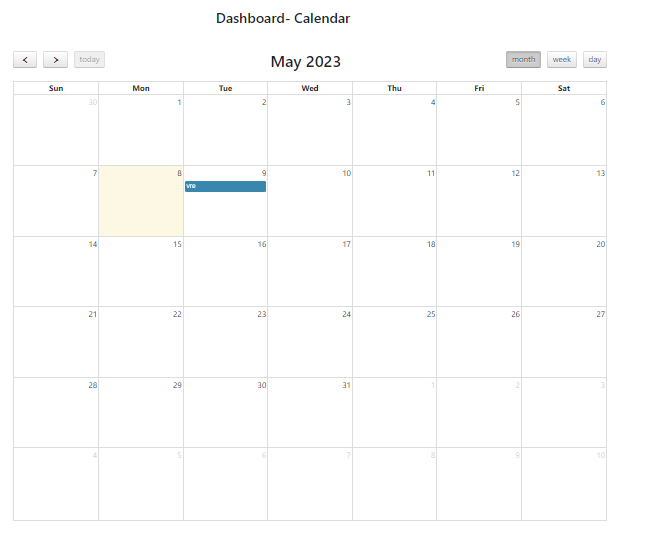 Dashboard- Calendar
today
May 2023
month week day
Sun Mon Tue Wed Thu Fri Sat
30 1 2 3 4 5 6
7 8 9 10 11 12 13
vre
14 15 16 17 18 19 20
21 22 23 24 25 26 27
28 29 30 31 1 2 3
4 5 6 7 8 9 10